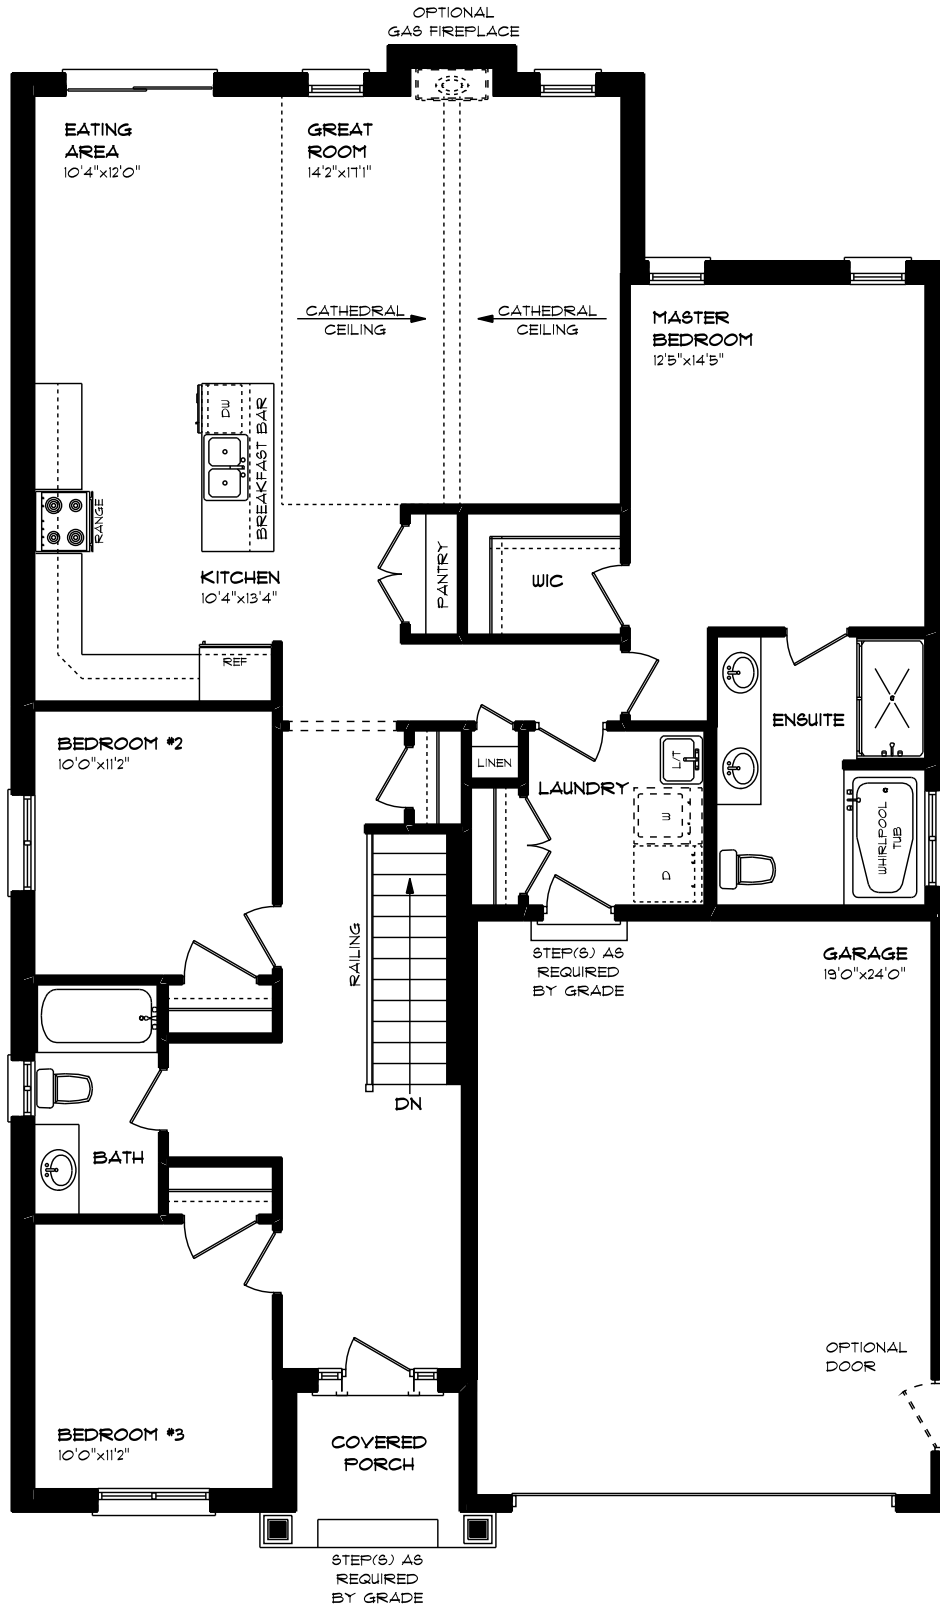 OPTIONAL
GAS FIREPLACE
EATING
AREA
10'4"x12'0"
GREAT
ROOM
14'2"x17'1"
CATHEDRAL
CEILING
CATHEDRAL
CEILING
MASTER
BEDROOM
12'5"x14'5"
DW
BREAKFAST BAR
RANGE
KITCHEN
10'4"x13'4"
PANTRY
WIC
REF
ENSUITE
BEDROOM #2
10'0"x11'2"
LINEN
LAUNDRY
L/T
W
D
WHIRLPOOL
TUB
RAILING
DN
STEP(S) AS
REQUIRED
BY GRADE
GARAGE
19'0"x24'0"
BATH
OPTIONAL
DOOR
BEDROOM #3
10'0"x11'2"
COVERED
PORCH
STEP(S) AS
REQUIRED
BY GRADE